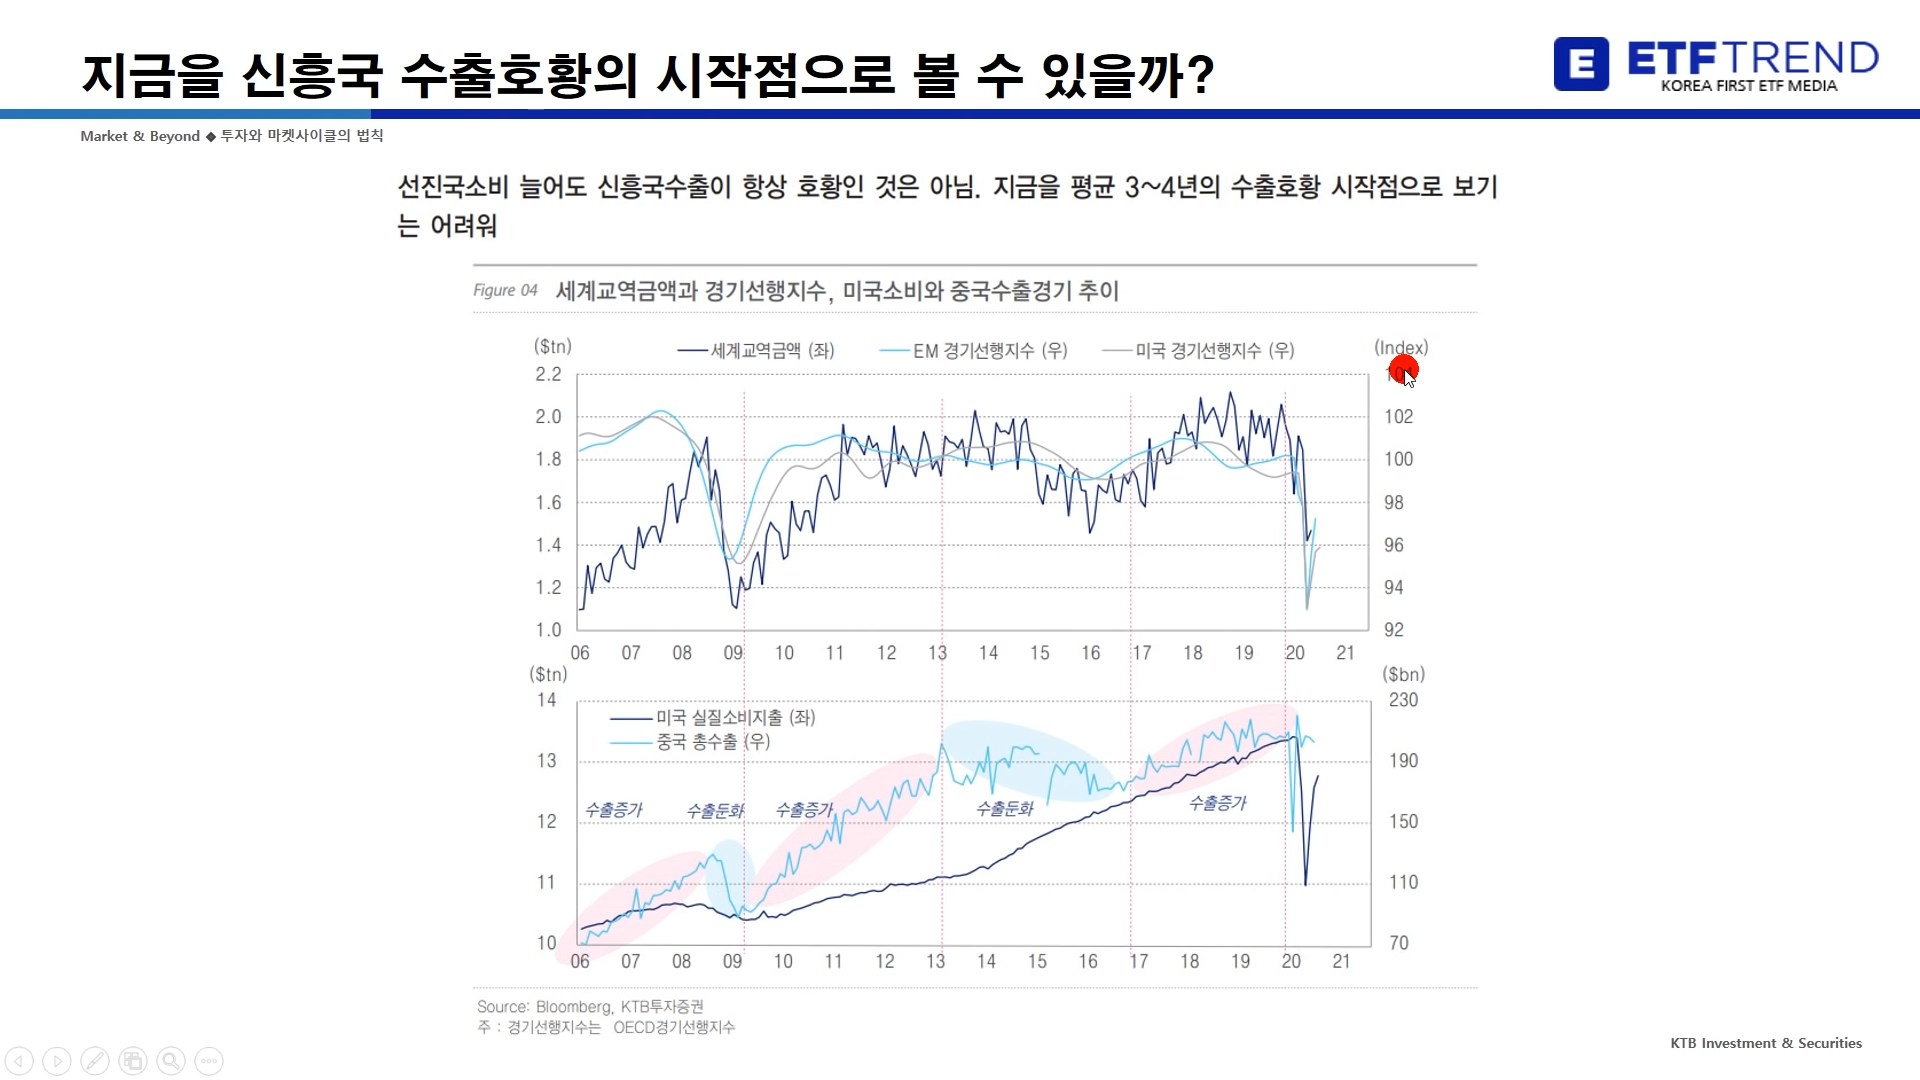 지금을 신흥국 수출호황의 시작점으로 볼 수 있을까?
E ETFTREND
KOREA FIRST ETF MEDIA
Market & Beyond ◆ 투자와 마켓사이클의 법칙
선진국소비 늘어도 신흥국수출이 항상 호황인 것은 아님. 지금을 평균 3~4년의 수출호황 시작점으로 보기
는 어려워
Figure 04 세계교역금액과 경기선행지수, 미국소비와 중국수출경기 추이
($tn) 세계교역금액 (좌) EM 경기선행지수 (우) 미국 경기선행지수 (우) (Index)
2.2
2.0 102
1.8 100
1.6 98
1.4 96
1.2 94
1.0 92
06 07 08 09 10 11 12 13 14 15 16 17 18 19 20 21
($tn) ($bn)
14 230
미국 실질소비지출 (좌)
중국 총수출 (우)
13 190
수출증가 수출둔화 수출증가 수출둔화 수출증가
12 150
11 110
10 70
06 07 08 09 10 11 12 13 14 15 16 17 18 19 20 21
Source: Bloomberg, KTB투자증권
주 : 경기선행지수는 OECD경기선행지수
KTB Investment & Securities